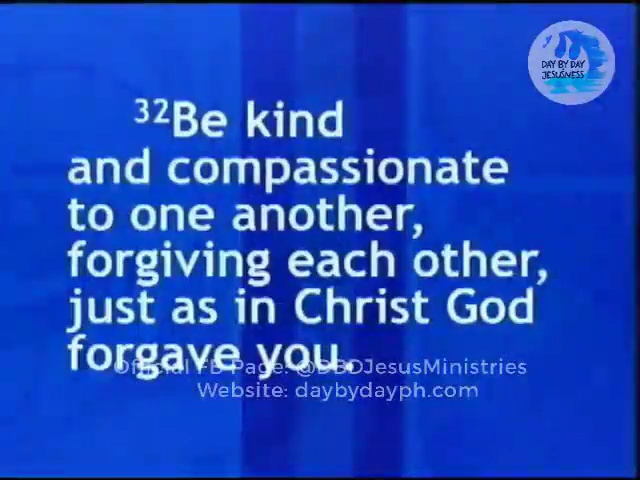 DAY BY DAY
JESUSNESS
³²Be kind
and compassionate
to one another,
forgiving each other,
just as in Christ God
forgave you.
Official FB Page: @DBDJesusMinistries
Website: daybydayph.com